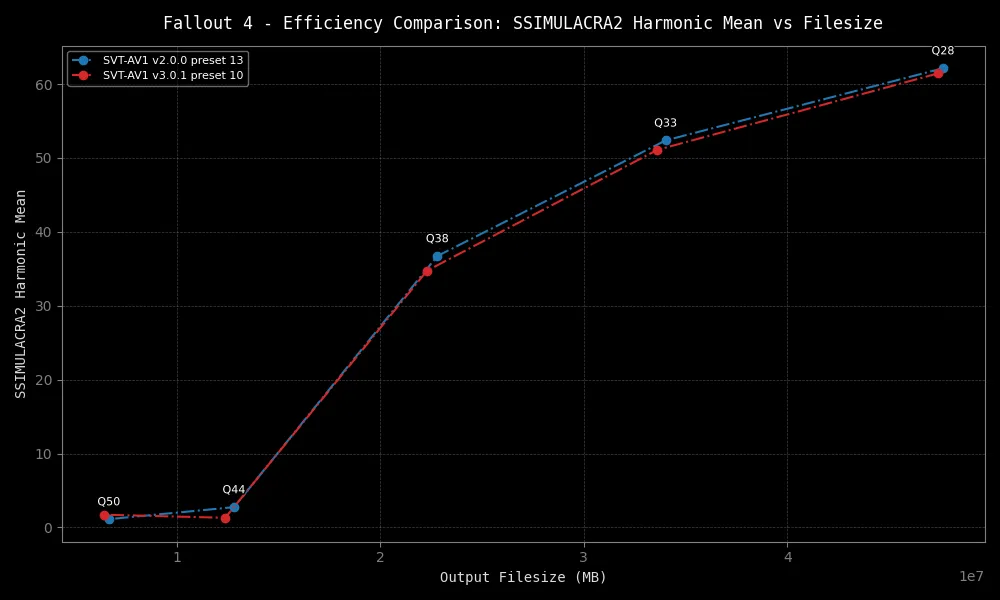 Fallout 4 - Efficiency Comparison: SSIMULACRA2 Harmonic Mean vs Filesize
SVT-AV1 v2.0.0 preset 13
SVT-AV1 v3.0.1 preset 10
Q28
Q33
Q38
Q44
Q50
SSIMULACRA2 Harmonic Mean
60
50
40
30
20
10
0
1
2
3
4
1e7
Output Filesize (MB)